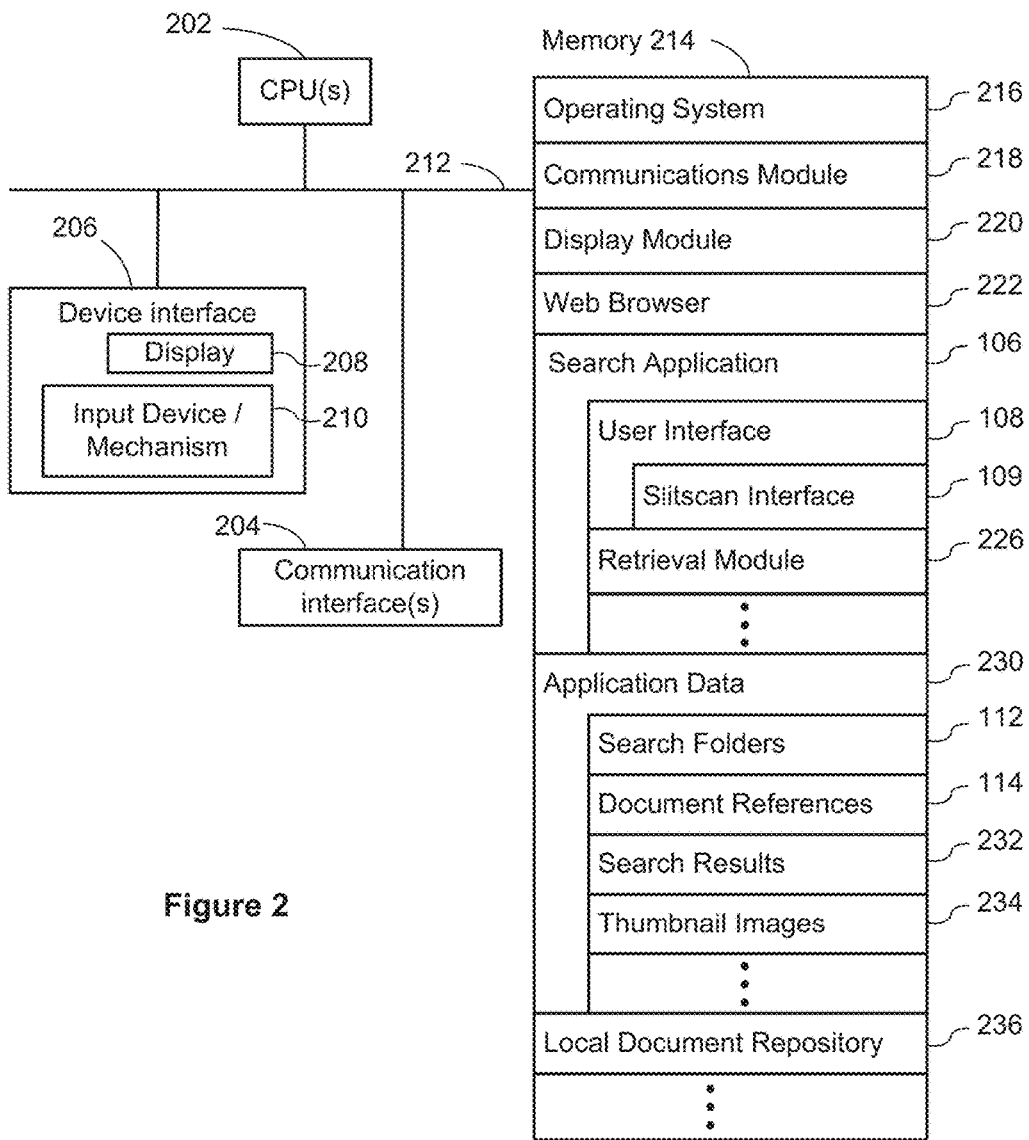 202
CPU(s)
212
206
Device interface
Display
208
Input Device /
Mechanism
210
204
Communication
interface(s)
Figure 2
Memory 214
Operating System
216
Communications Module
218
Display Module
220
Web Browser
222
Search Application
106
User Interface
108
Slitscan Interface
109
Retrieval Module
226
Application Data
230
Search Folders
112
Document References
114
Search Results
232
Thumbnail Images
234
Local Document Repository
236